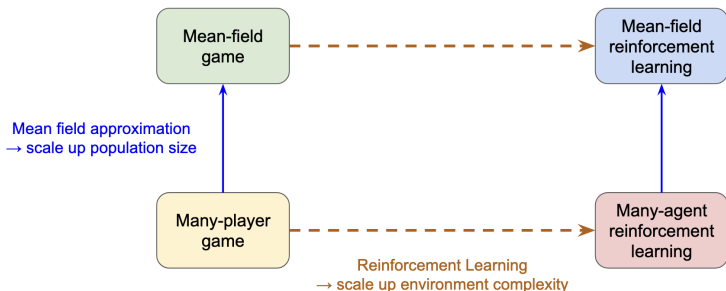 Mean-field
game
Mean-field
reinforcement
learning
Mean field approximation
→ scale up population size
Many-player
game
Many-agent
reinforcement
learning
Reinforcement Learning
→ scale up environment complexity